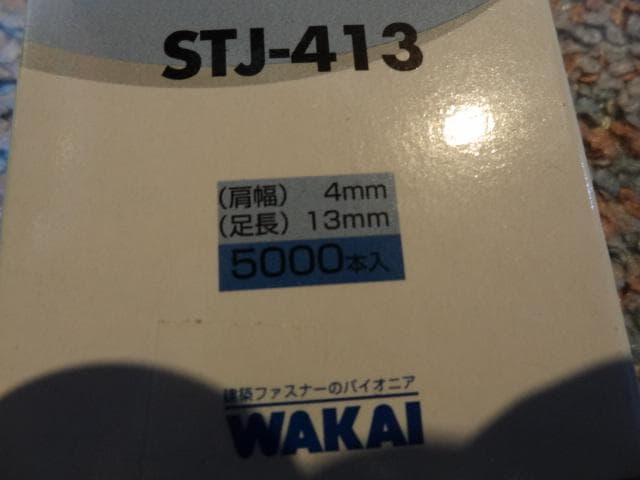 STJ-413
(肩幅) 4mm
(足長) 13mm
5000本入
建築ファスナーのパイオニア
WAKAI